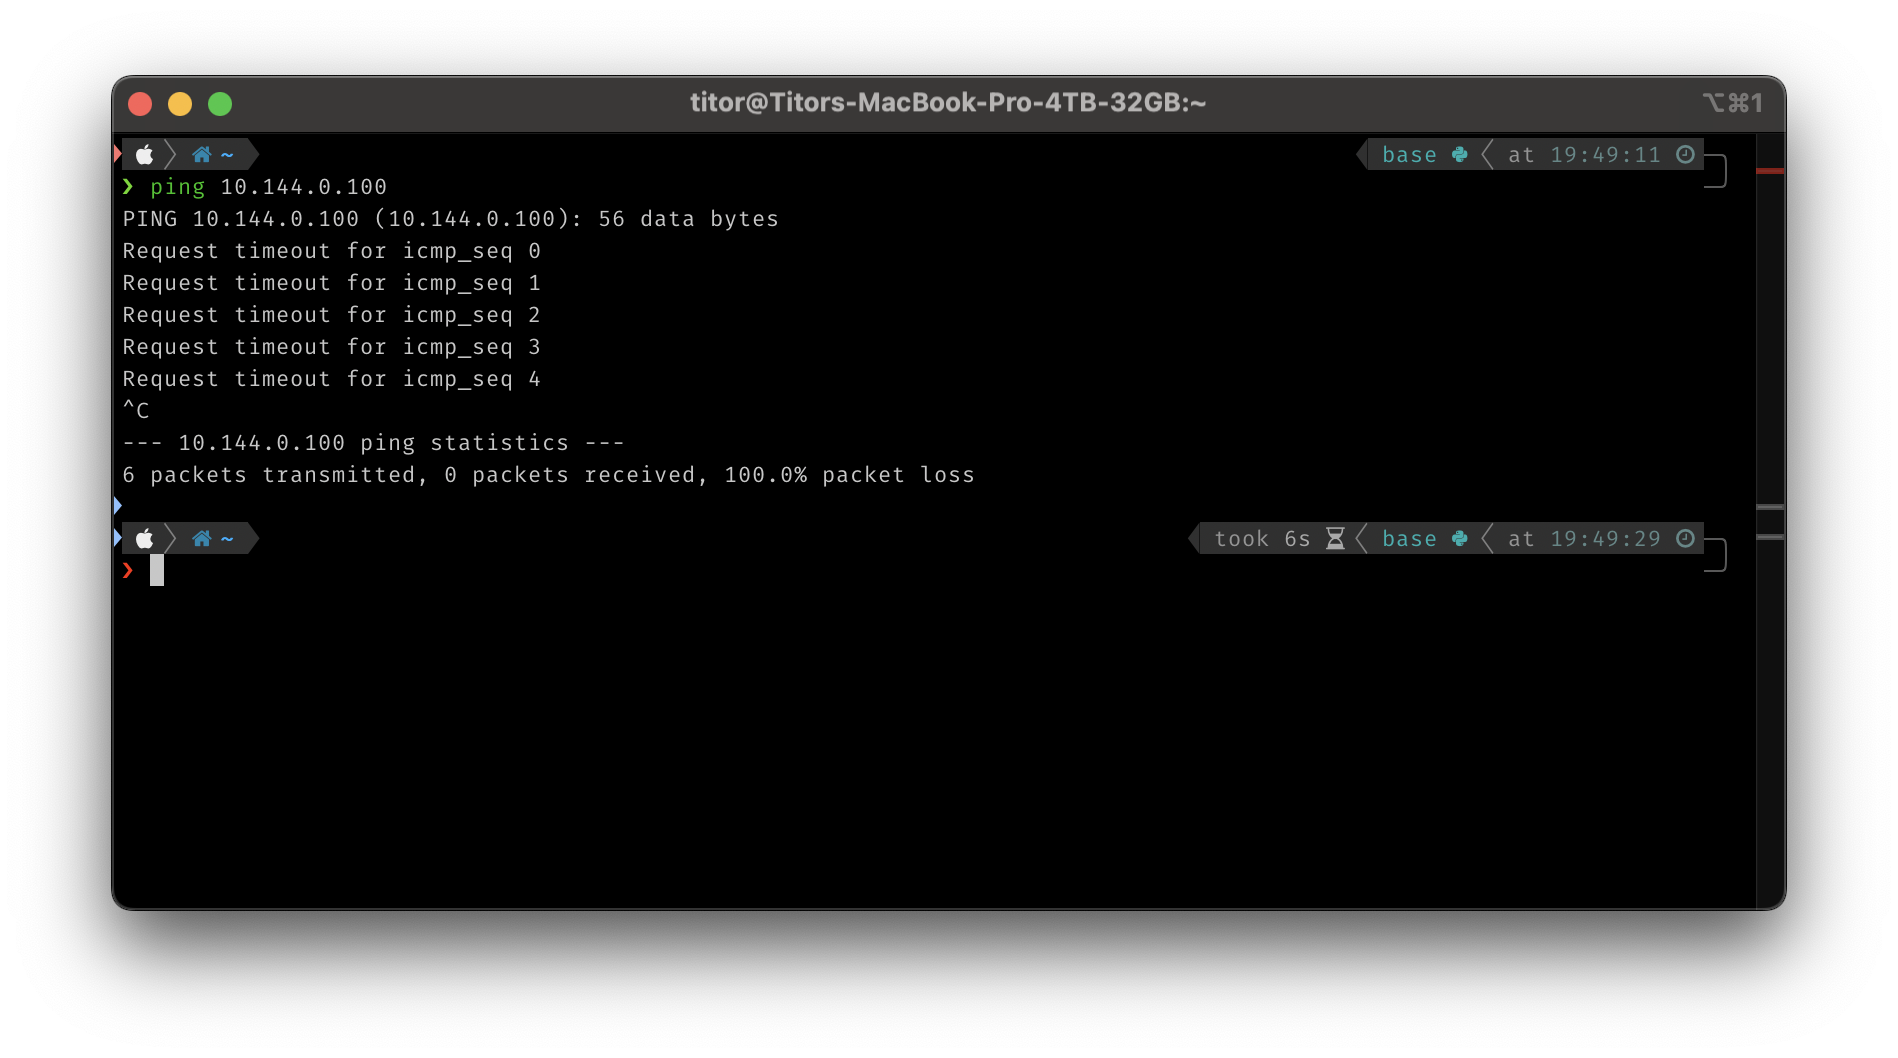 titor@Titors-MacBook-Pro-4TB-32GB:~ ⌥⌘1
~ base at 19:49:11
❯ ping 10.144.0.100
PING 10.144.0.100 (10.144.0.100): 56 data bytes
Request timeout for icmp_seq 0
Request timeout for icmp_seq 1
Request timeout for icmp_seq 2
Request timeout for icmp_seq 3
Request timeout for icmp_seq 4
^C
--- 10.144.0.100 ping statistics ---
6 packets transmitted, 0 packets received, 100.0% packet loss
~ took 6s base at 19:49:29
❯